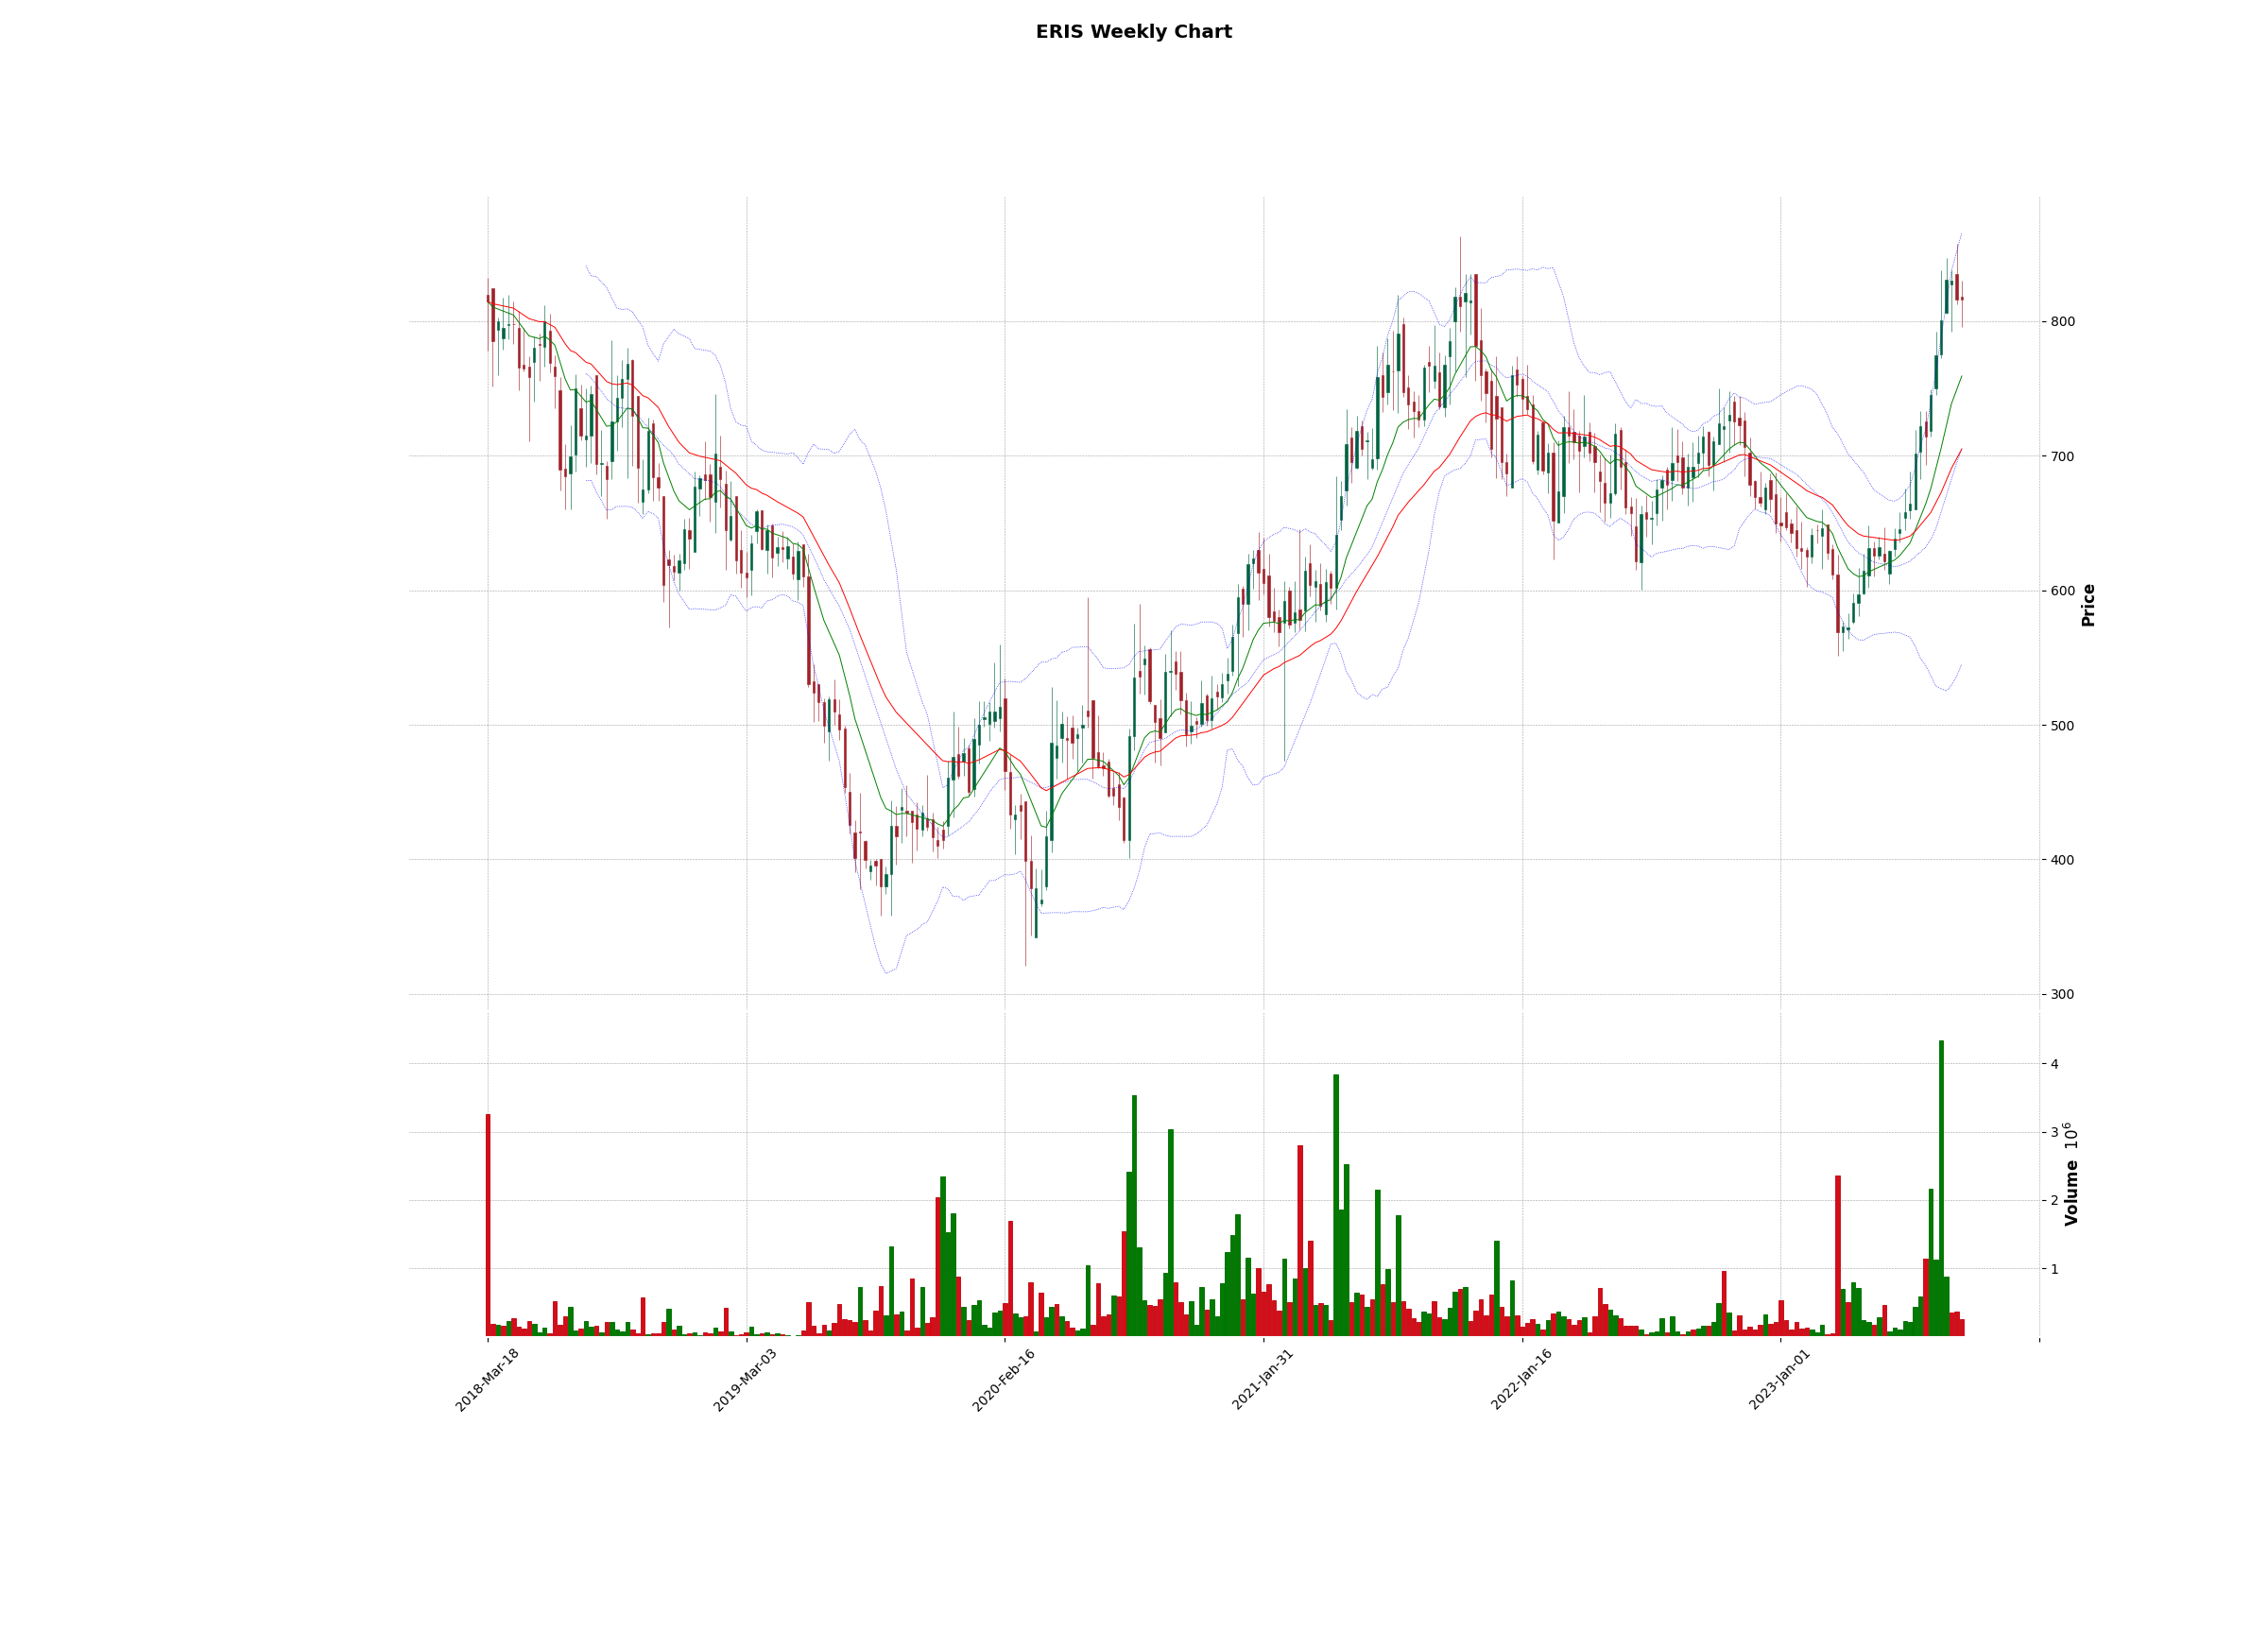 ERIS Weekly Chart
800
700
600
500
400
300
Price
4
3
2
1
Volume 10^6
2018-Mar-18
2019-Mar-03
2020-Feb-16
2021-Jan-31
2022-Jan-16
2023-Jan-01